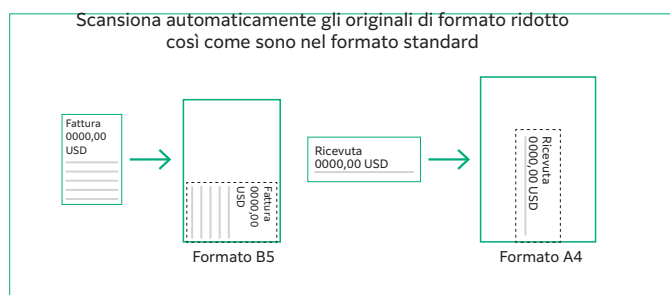 Scansiona automaticamente gli originali di formato ridotto
così come sono nel formato standard
Fattura
0000,00
USD
Fattura
0000,00
USD
Formato B5
Ricevuta
0000,00 USD
Ricevuta
0000,00 USD
Formato A4